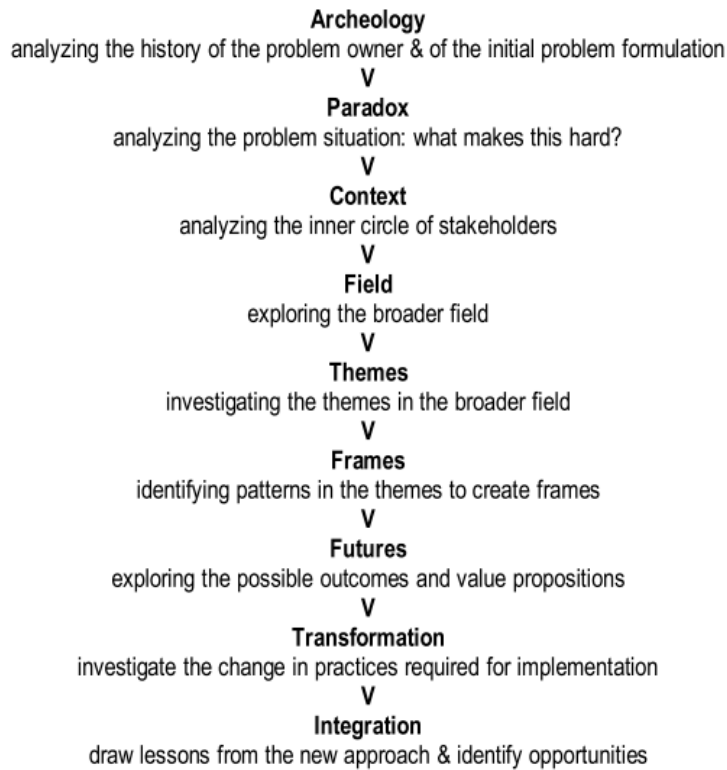 Archeology
analyzing the history of the problem owner & of the initial problem formulation
V
Paradox
analyzing the problem situation: what makes this hard?
V
Context
analyzing the inner circle of stakeholders
V
Field
exploring the broader field
V
Themes
investigating the themes in the broader field
V
Frames
identifying patterns in the themes to create frames
V
Futures
exploring the possible outcomes and value propositions
V
Transformation
investigate the change in practices required for implementation
V
Integration
draw lessons from the new approach & identify opportunities